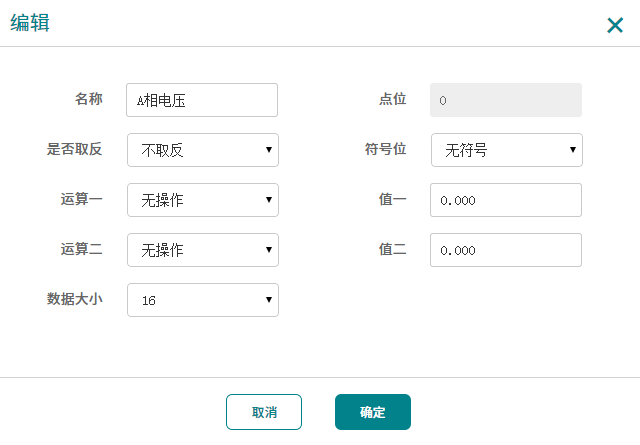 编辑
名称 A相电压 点位 0
是否取反 不取反 符号位 无符号
运算一 无操作 值一 0.000
运算二 无操作 值二 0.000
数据大小 16
取消 确定